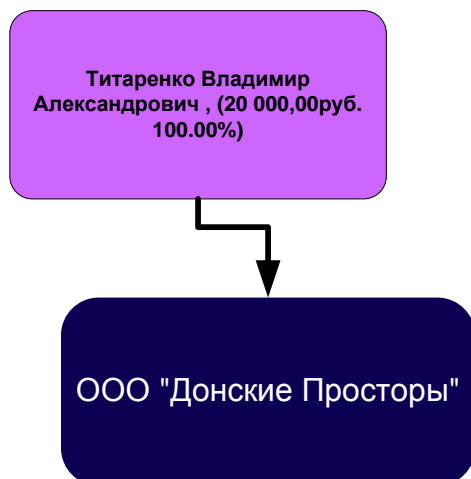 Титаренко Владимир
Александрович , (20 000,00руб.
100.00%)
ООО "Донские Просторы"